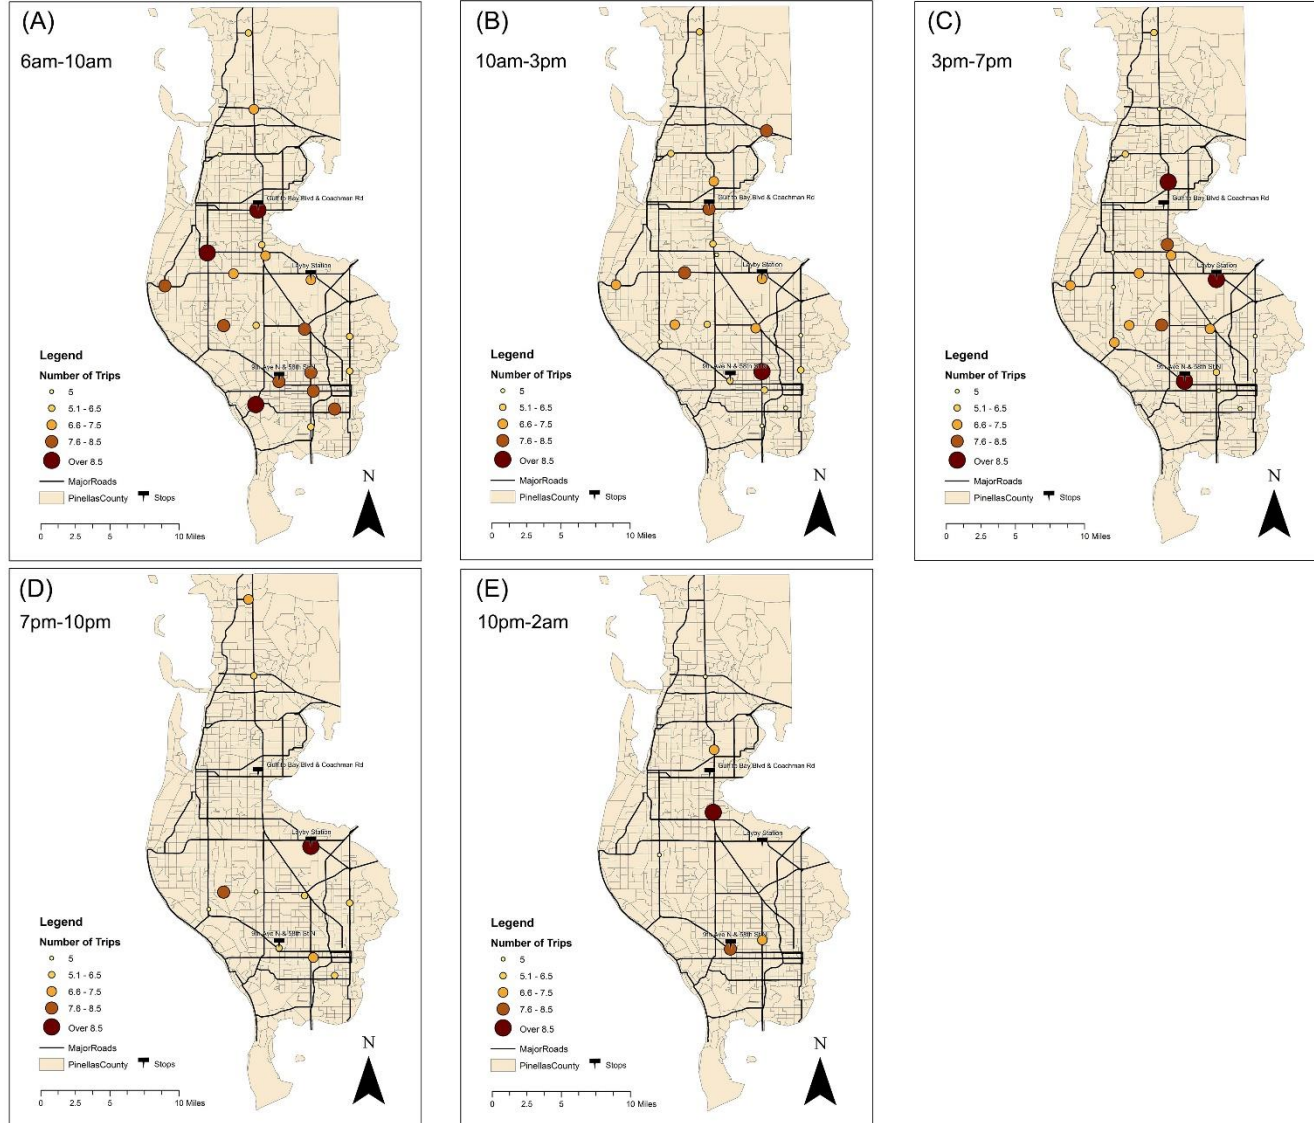 (A)
6am-10am
Gulf to Bay Blvd & Coachman Rd
Layby Station
9th Ave N & 58th St N
Legend
Number of Trips
5
5.1 - 6.5
6.6 - 7.5
7.6 - 8.5
Over 8.5
MajorRoads
PinellasCounty Stops
N
0 2.5 5 10 Miles
(B)
10am-3pm
Gulf to Bay Blvd & Coachman Rd
Layby Station
9th Ave N & 58th St N
Legend
Number of Trips
5
5.1 - 6.5
6.6 - 7.5
7.6 - 8.5
Over 8.5
MajorRoads
PinellasCounty Stops
N
0 2.5 5 10 Miles
(C)
3pm-7pm
Gulf to Bay Blvd & Coachman Rd
Layby Station
9th Ave N & 58th St N
Legend
Number of Trips
5
5.1 - 6.5
6.6 - 7.5
7.6 - 8.5
Over 8.5
MajorRoads
PinellasCounty Stops
N
0 2.5 5 10 Miles
(D)
7pm-10pm
Gulf to Bay Blvd & Coachman Rd
Layby Station
9th Ave N & 58th St N
Legend
Number of Trips
5
5.1 - 6.5
6.6 - 7.5
7.6 - 8.5
Over 8.5
MajorRoads
PinellasCounty Stops
N
0 2.5 5 10 Miles
(E)
10pm-2am
Gulf to Bay Blvd & Coachman Rd
Layby Station
9th Ave N & 58th St N
Legend
Number of Trips
5
5.1 - 6.5
6.6 - 7.5
7.6 - 8.5
Over 8.5
MajorRoads
PinellasCounty Stops
N
0 2.5 5 10 Miles